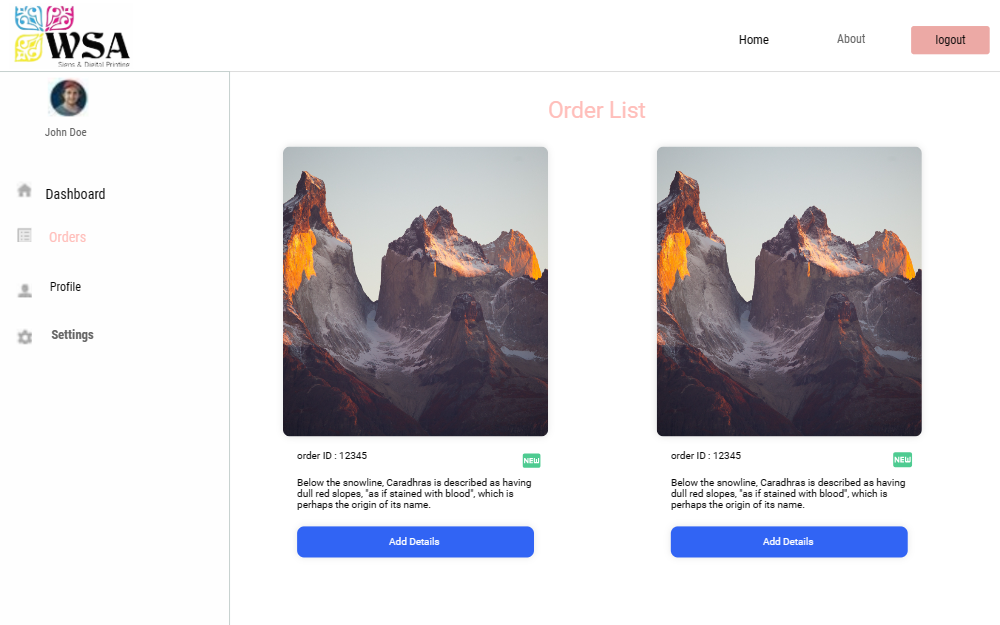 WSA
Signs & Digital Printing
Home
About
logout
John Doe
Dashboard
Orders
Profile
Settings
Order List
order ID : 12345
NEW
Below the snowline, Caradhras is described as having
dull red slopes, "as if stained with blood", which is
perhaps the origin of its name.
Add Details
order ID : 12345
NEW
Below the snowline, Caradhras is described as having
dull red slopes, "as if stained with blood", which is
perhaps the origin of its name.
Add Details